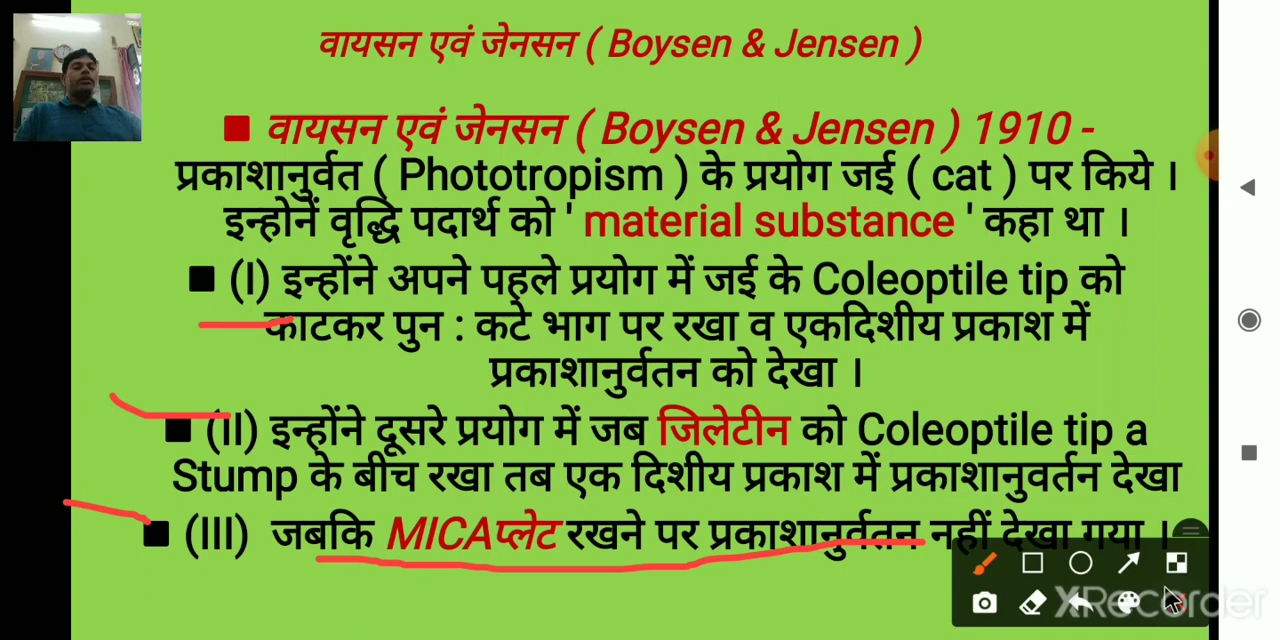 वायसन एवं जेनसन ( Boysen & Jensen )
■ वायसन एवं जेनसन ( Boysen & Jensen ) 1910 -
प्रकाशानुर्वत ( Phototropism ) के प्रयोग जई ( cat ) पर किये ।
इन्होनें वृद्धि पदार्थ को ' material substance ' कहा था ।
■ (I) इन्होंने अपने पहले प्रयोग में जई के Coleoptile tip को
काटकर पुन : कटे भाग पर रखा व एकदिशीय प्रकाश में
प्रकाशानुर्वतन को देखा ।
■ (II) इन्होंने दूसरे प्रयोग में जब जिलेटीन को Coleoptile tip a
Stump के बीच रखा तब एक दिशीय प्रकाश में प्रकाशानुवर्तन देखा
■ (III) जबकि MICAप्लेट रखने पर प्रकाशानुर्वतन नहीं देखा गया ।
XRecorder